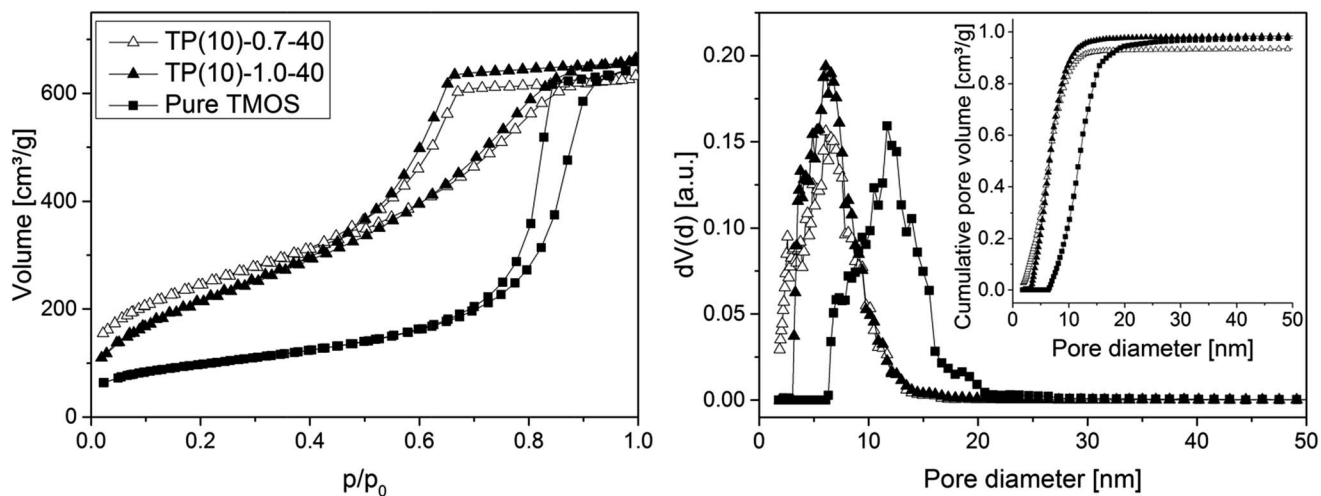 TP(10)-0.7-40
TP(10)-1.0-40
Pure TMOS
Volume [cm³/g]
600
400
200
0
0.0 0.2 0.4 0.6 0.8 1.0
p/p₀
dV(d) [a.u.]
0.20
0.15
0.10
0.05
0.00
0 10 20 30 40 50
Pore diameter [nm]
Cumulative pore volume [cm³/g]
1.0
0.8
0.6
0.4
0.2
0.0
0 10 20 30 40 50
Pore diameter [nm]